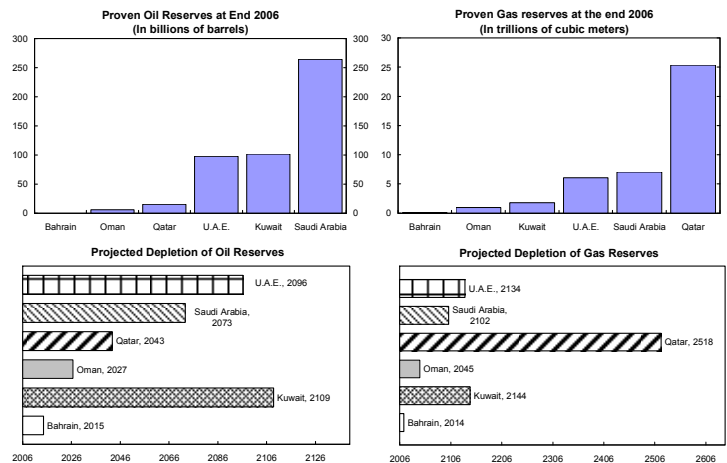 Proven Oil Reserves at End 2006
(In billions of barrels)
300
250
200
150
100
50
0
300
250
200
150
100
50
0
Bahrain Oman Qatar U.A.E. Kuwait Saudi Arabia
Proven Gas reserves at the end 2006
(In trillions of cubic meters)
30
25
20
15
10
5
0
30
25
20
15
10
5
0
Bahrain Oman Kuwait U.A.E. Saudi Arabia Qatar
Projected Depletion of Oil Reserves
U.A.E., 2096
Saudi Arabia,
2073
Qatar, 2043
Oman, 2027
Kuwait, 2109
Bahrain, 2015
2006 2026 2046 2066 2086 2106 2126
Projected Depletion of Gas Reserves
U.A.E., 2134
Saudi Arabia,
2102
Qatar, 2518
Oman, 2045
Kuwait, 2144
Bahrain, 2014
2006 2106 2206 2306 2406 2506 2606